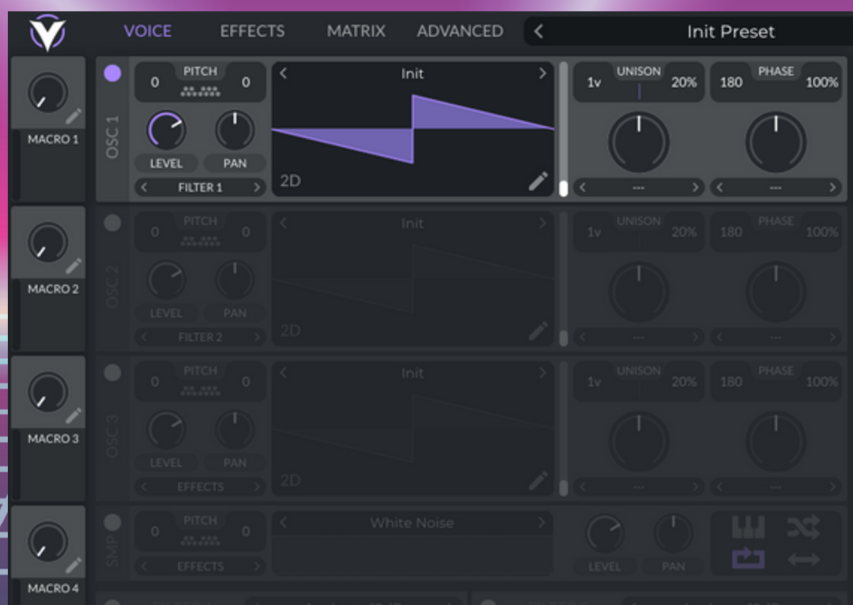 VOICE EFFECTS MATRIX ADVANCED < Init Preset
MACRO 1
OSC 1
0 PITCH 0
LEVEL PAN
< FILTER 1 >
< Init >
2D
1v UNISON 20%
< --- >
180 PHASE 100%
< --- >
MACRO 2
OSC 2
0 PITCH 0
LEVEL PAN
< FILTER 2 >
< Init >
2D
1v UNISON 20%
< --- >
180 PHASE 100%
< --- >
MACRO 3
OSC 3
0 PITCH 0
LEVEL PAN
< EFFECTS >
< Init >
2D
1v UNISON 20%
< --- >
180 PHASE 100%
< --- >
MACRO 4
SMP
0 PITCH 0
< EFFECTS >
< White Noise >
LEVEL PAN